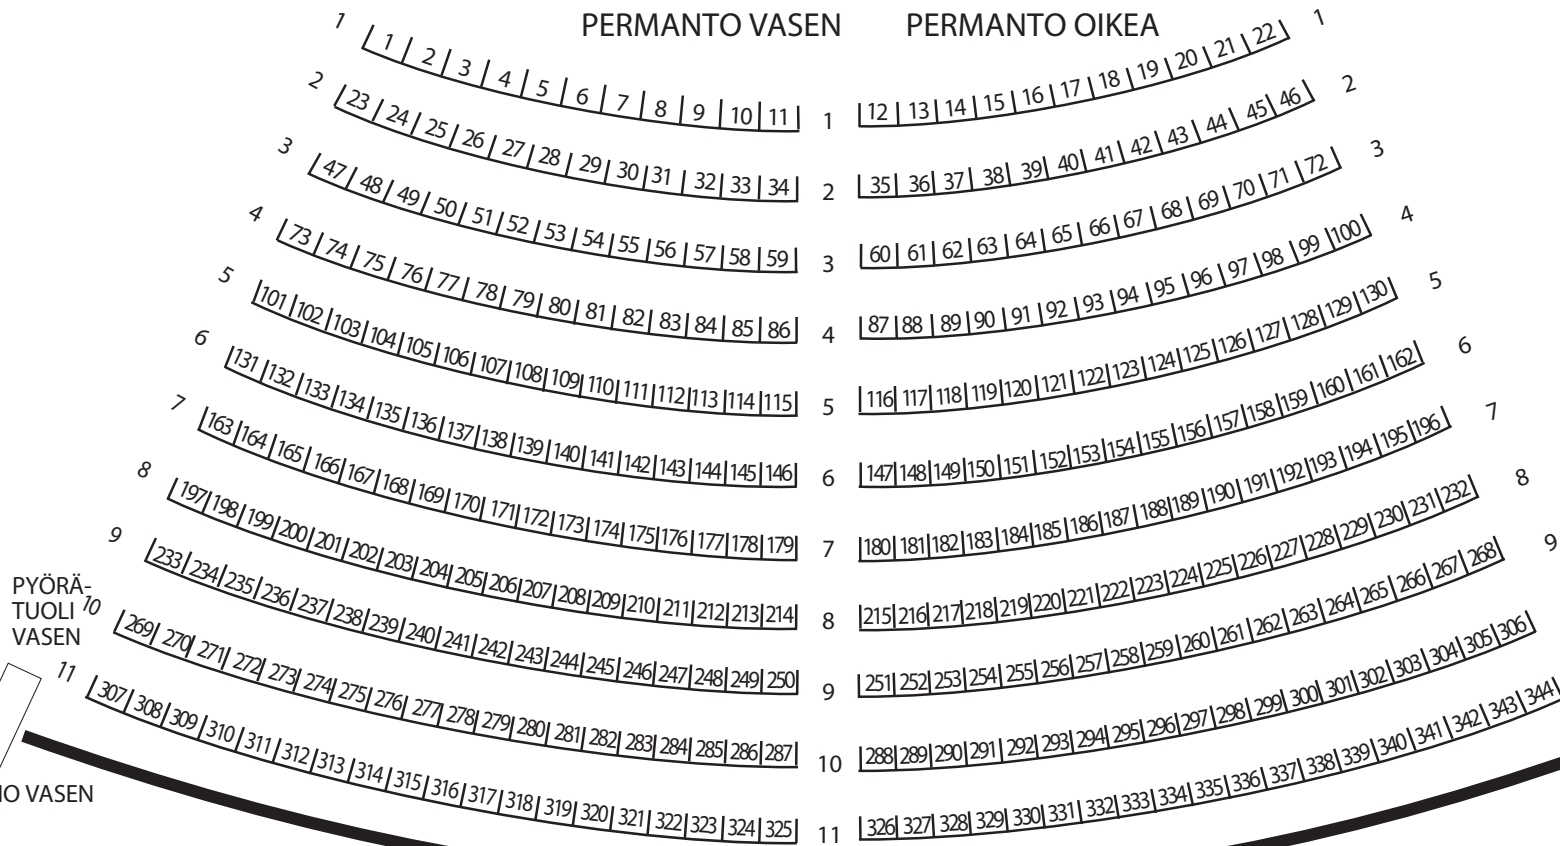 PERMANTO VASEN PERMANTO OIKEA
1 1 2 3 4 5 6 7 8 9 10 11 1 12 13 14 15 16 17 18 19 20 21 22 1
2 23 24 25 26 27 28 29 30 31 32 33 34 2 35 36 37 38 39 40 41 42 43 44 45 46 2
3 47 48 49 50 51 52 53 54 55 56 57 58 59 3 60 61 62 63 64 65 66 67 68 69 70 71 72 3
4 73 74 75 76 77 78 79 80 81 82 83 84 85 86 4 87 88 89 90 91 92 93 94 95 96 97 98 99 100 4
5 101 102 103 104 105 106 107 108 109 110 111 112 113 114 115 5 116 117 118 119 120 121 122 123 124 125 126 127 128 129 130 5
6 131 132 133 134 135 136 137 138 139 140 141 142 143 144 145 146 6 147 148 149 150 151 152 153 154 155 156 157 158 159 160 161 162 6
7 163 164 165 166 167 168 169 170 171 172 173 174 175 176 177 178 179 7 180 181 182 183 184 185 186 187 188 189 190 191 192 193 194 195 196 7
8 197 198 199 200 201 202 203 204 205 206 207 208 209 210 211 212 213 214 8 215 216 217 218 219 220 221 222 223 224 225 226 227 228 229 230 231 232 8
9 233 234 235 236 237 238 239 240 241 242 243 244 245 246 247 248 249 250 9 251 252 253 254 255 256 257 258 259 260 261 262 263 264 265 266 267 268 9
PYÖRÄ-
TUOLI
VASEN
10 269 270 271 272 273 274 275 276 277 278 279 280 281 282 283 284 285 286 287 10 288 289 290 291 292 293 294 295 296 297 298 299 300 301 302 303 304 305 306
11 307 308 309 310 311 312 313 314 315 316 317 318 319 320 321 322 323 324 325 11 326 327 328 329 330 331 332 333 334 335 336 337 338 339 340 341 342 343 344
VASEN